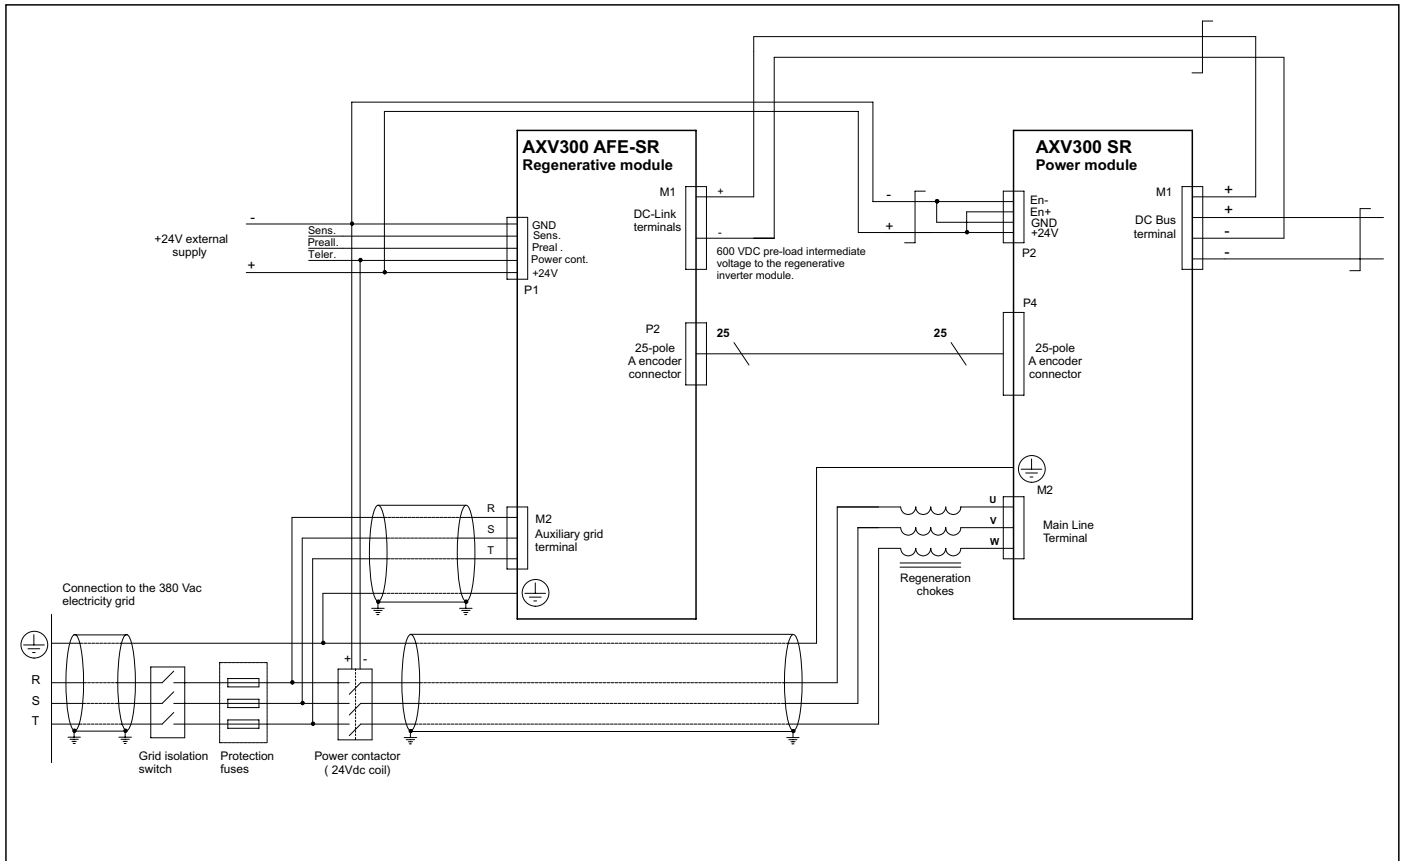 AXV300 AFE-SR
Regenerative module
AXV300 SR
Power module
M1
+
DC-Link
terminals
-
600 VDC pre-load intermediate
voltage to the regenerative
inverter module.
-
+
En-
En+
GND
+24V
P2
M1
DC Bus
terminal
+
+
-
-
+24V external
supply
-
+
Sens.
Preall.
Teler.
GND
Sens.
Preal .
Power cont.
+24V
P1
P2
25-pole
A encoder
connector
25
25
P4
25-pole
A encoder
connector
R
S
T
M2
Auxiliary grid
terminal
M2
U
V
W
Main Line
Terminal
Regeneration
chokes
Connection to the 380 Vac
electricity grid
R
S
T
+ -
Grid isolation
switch
Protection
fuses
Power contactor
( 24Vdc coil)